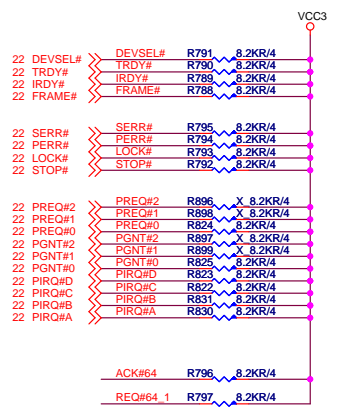 VCC3
22 DEVSEL# DEVSEL# R791 8.2KR/4
22 TRDY# TRDY# R790 8.2KR/4
22 IRDY# IRDY# R789 8.2KR/4
22 FRAME# FRAME# R788 8.2KR/4
22 SERR# SERR# R795 8.2KR/4
22 PERR# PERR# R794 8.2KR/4
22 LOCK# LOCK# R793 8.2KR/4
22 STOP# STOP# R792 8.2KR/4
22 PREQ#2 PREQ#2 R896 X_8.2KR/4
22 PREQ#1 PREQ#1 R898 X_8.2KR/4
22 PREQ#0 PREQ#0 R824 8.2KR/4
22 PGNT#2 PGNT#2 R897 X_8.2KR/4
22 PGNT#1 PGNT#1 R899 X_8.2KR/4
22 PGNT#0 PGNT#0 R825 8.2KR/4
22 PIRQ#D PIRQ#D R823 8.2KR/4
22 PIRQ#C PIRQ#C R822 8.2KR/4
22 PIRQ#B PIRQ#B R831 8.2KR/4
22 PIRQ#A PIRQ#A R830 8.2KR/4
ACK#64 R796 8.2KR/4
REQ#64_1 R797 8.2KR/4